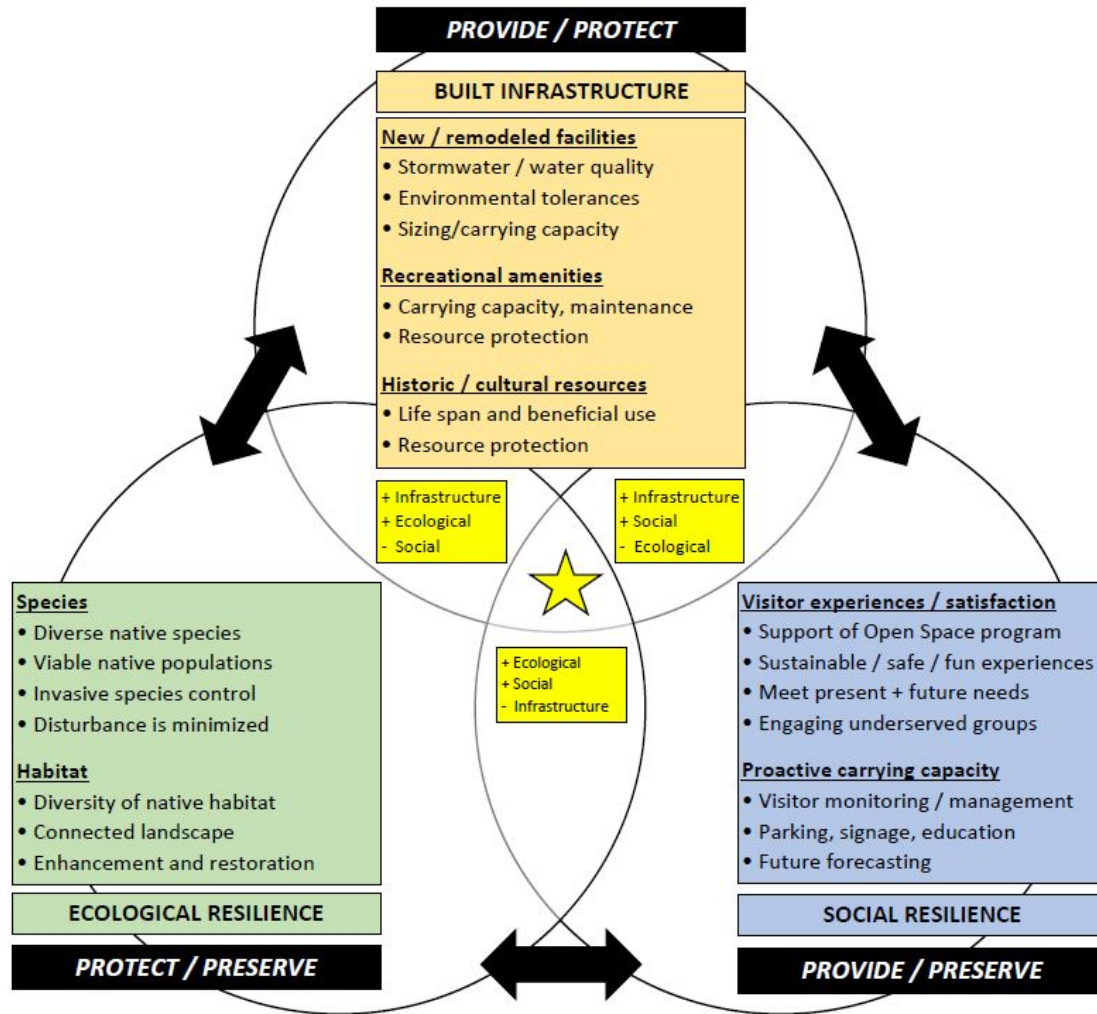 PROVIDE / PROTECT
BUILT INFRASTRUCTURE
New / remodeled facilities
• Stormwater / water quality
• Environmental tolerances
• Sizing/carrying capacity
Recreational amenities
• Carrying capacity, maintenance
• Resource protection
Historic / cultural resources
• Life span and beneficial use
• Resource protection
+ Infrastructure
+ Ecological
- Social
+ Infrastructure
+ Social
- Ecological
+ Ecological
+ Social
- Infrastructure
Species
• Diverse native species
• Viable native populations
• Invasive species control
• Disturbance is minimized
Habitat
• Diversity of native habitat
• Connected landscape
• Enhancement and restoration
ECOLOGICAL RESILIENCE
PROTECT / PRESERVE
Visitor experiences / satisfaction
• Support of Open Space program
• Sustainable / safe / fun experiences
• Meet present + future needs
• Engaging underserved groups
Proactive carrying capacity
• Visitor monitoring / management
• Parking, signage, education
• Future forecasting
SOCIAL RESILIENCE
PROVIDE / PRESERVE